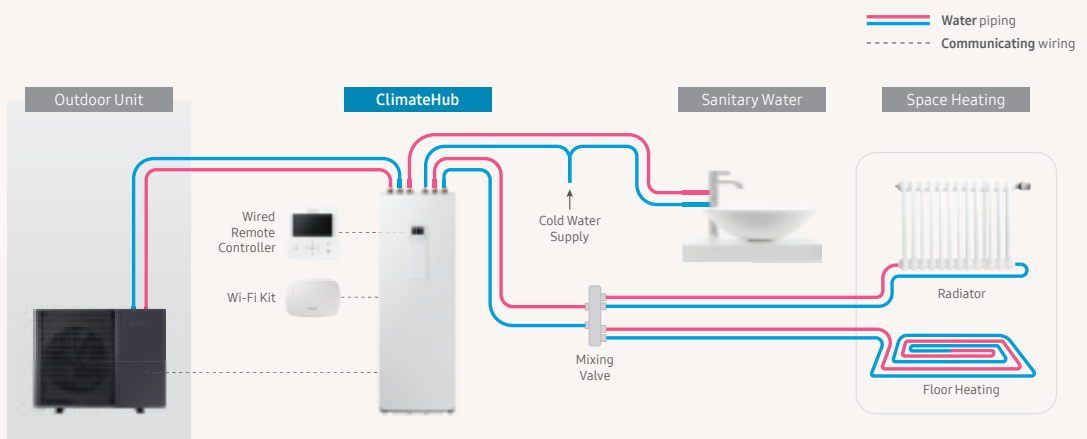 Water piping
Communicating wiring
Outdoor Unit
ClimateHub
Sanitary Water
Space Heating
Wired
Remote
Controller
Wi-Fi Kit
Cold Water
Supply
Mixing
Valve
Radiator
Floor Heating